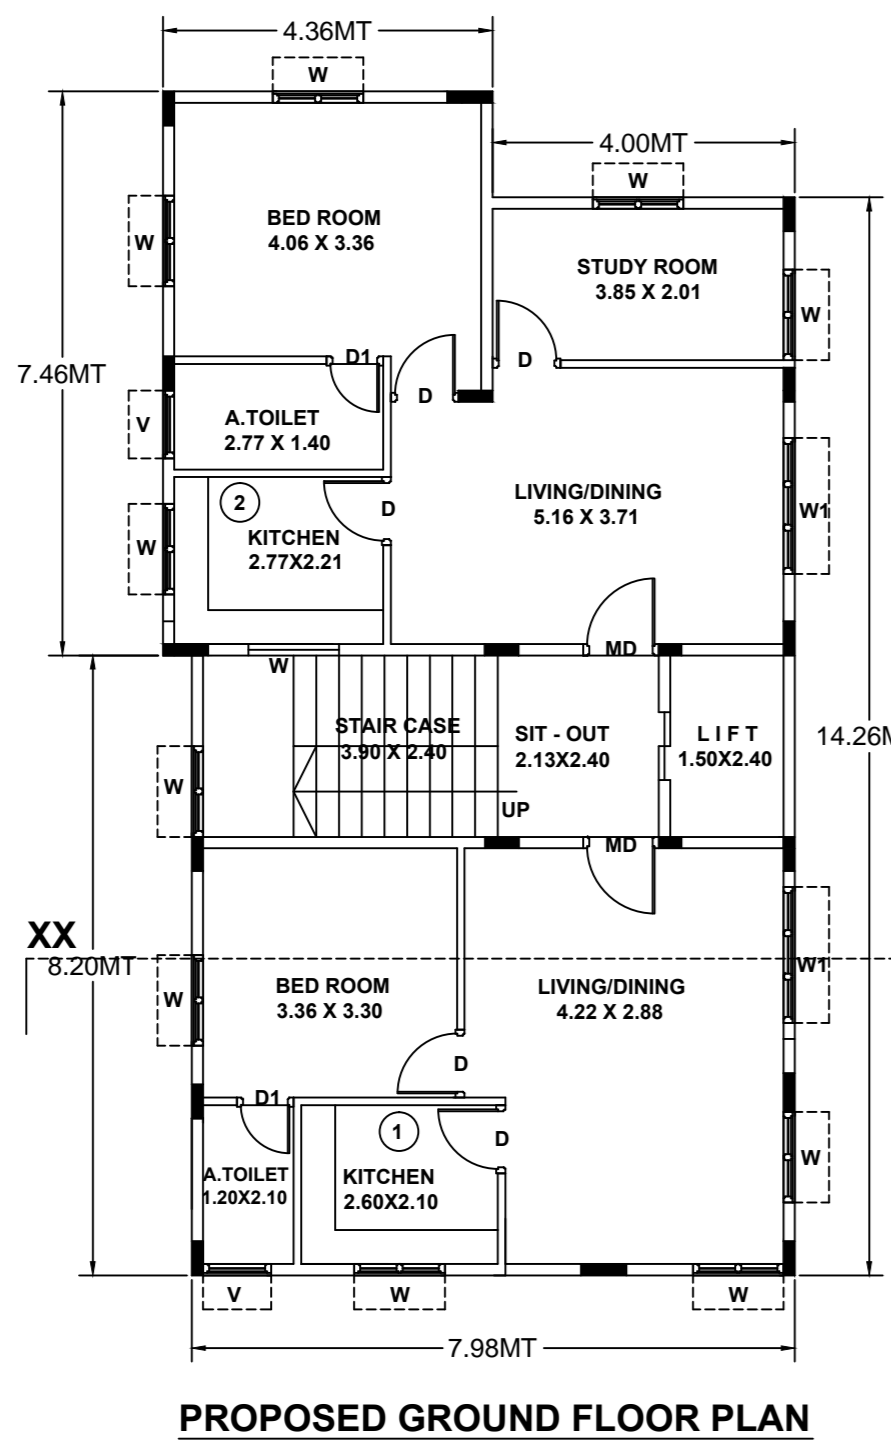 4.36MT
W
4.00MT
W
BED ROOM
4.06 X 3.36
W
STUDY ROOM
3.85 X 2.01
W
7.46MT
D1
D
D
A.TOILET
2.77 X 1.40
V
LIVING/DINING
5.16 X 3.71
2
D
W1
KITCHEN
2.77X2.21
W
MD
W
STAIR CASE
3.90 X 2.40
SIT - OUT
2.13X2.40
L I F T
1.50X2.40
14.26M
W
UP
MD
XX
8.20MT
W1
BED ROOM
3.36 X 3.30
W
LIVING/DINING
4.22 X 2.88
D
D1
1
D
A.TOILET
1.20X2.10
KITCHEN
2.60X2.10
W
V
W
W
7.98MT
PROPOSED GROUND FLOOR PLAN